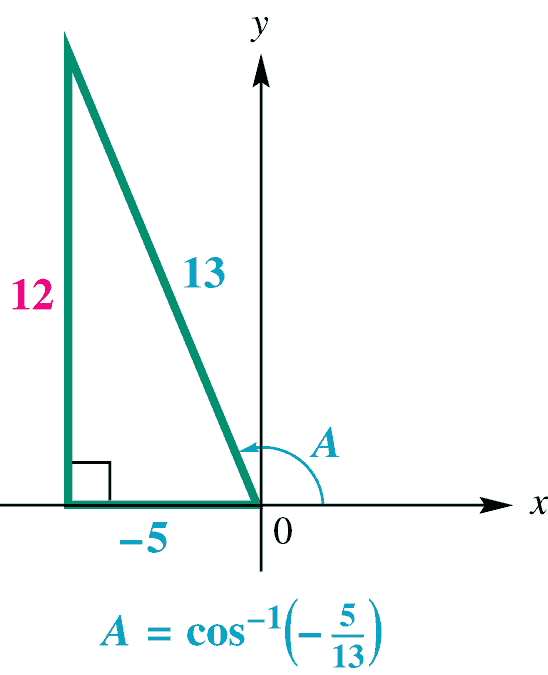 y
12
13
A
x
-5
0
A = cos⁻¹(-5/13)